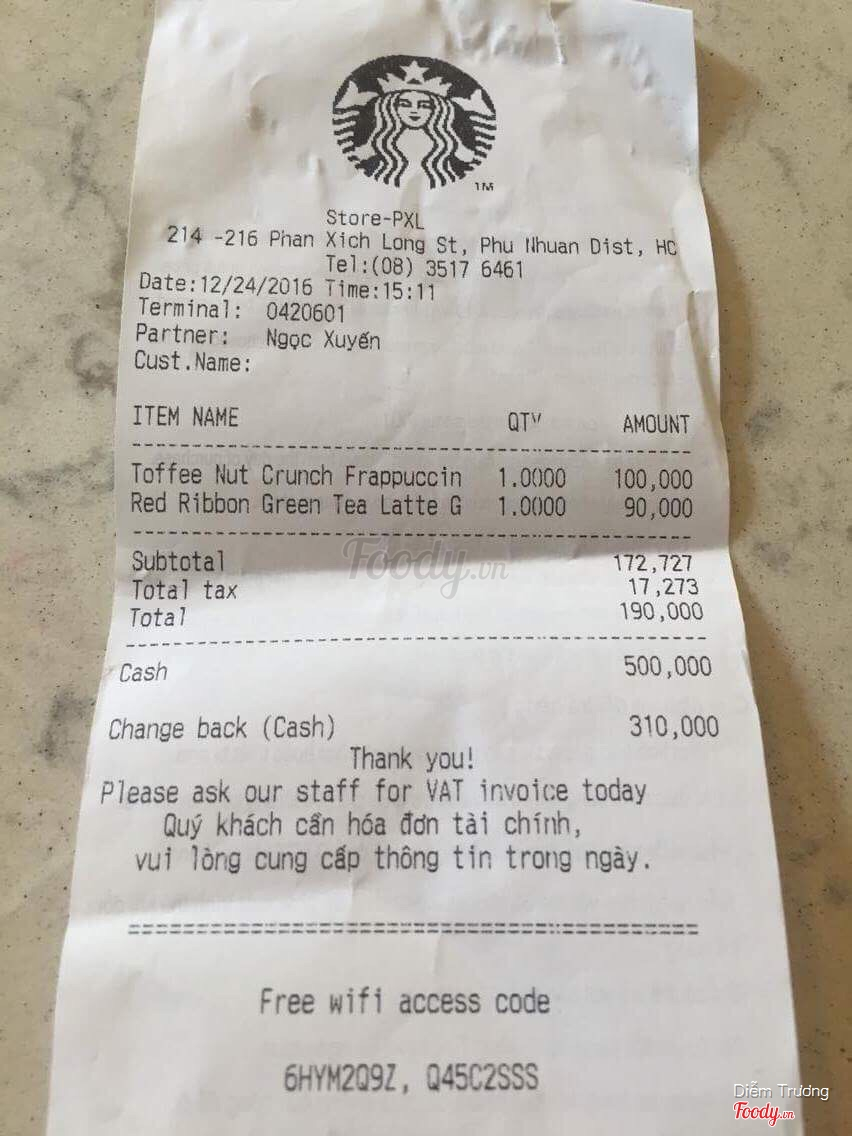 TM
Store-PXL
214 -216 Phan Xich Long St, Phu Nhuan Dist, HC
Tel:(08) 3517 6461
Date:12/24/2016 Time:15:11
Terminal: 0420601
Partner: Ngọc Xuyến
Cust.Name:
ITEM NAME QTY AMOUNT
Toffee Nut Crunch Frappuccin 1.0000 100,000
Red Ribbon Green Tea Latte G 1.0000 90,000
Subtotal 172,727
Total tax 17,273
Total 190,000
Cash 500,000
Change back (Cash) 310,000
Thank you!
Please ask our staff for VAT invoice today
Quý khách cần hóa đơn tài chính,
vui lòng cung cấp thông tin trong ngày.
Free wifi access code
6HYM2Q9Z, Q45C2SSS
Foody.vn
Diễm Trương
Foody.vn